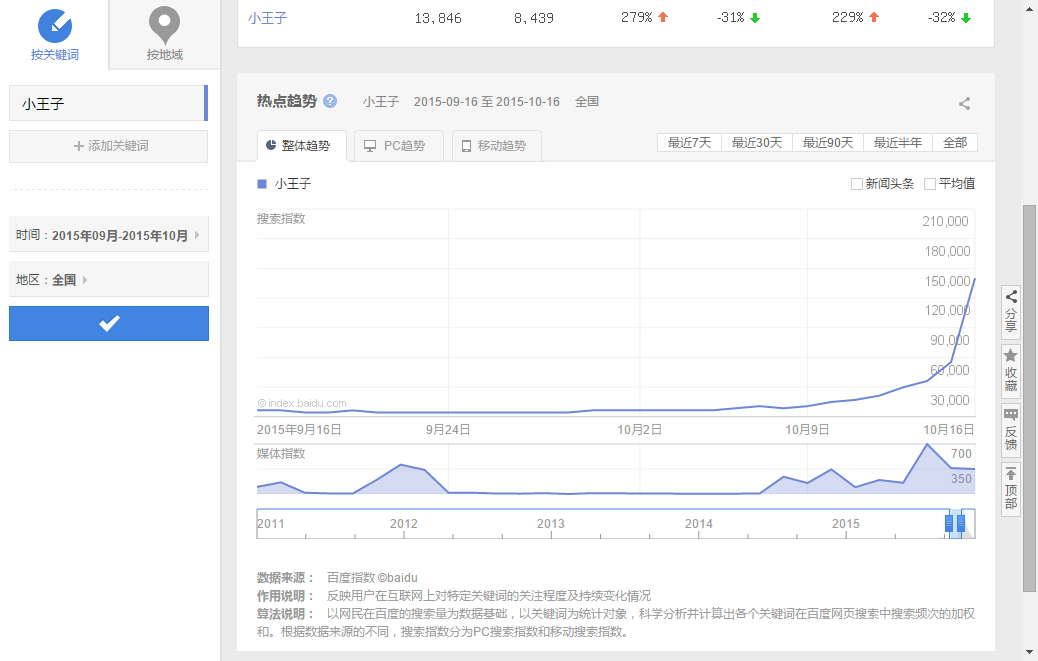 按关键词
按地域
小王子
+ 添加关键词
时间：2015年09月-2015年10月
地区：全国
小王子 13,846 8,439 279% -31% 229% -32%
热点趋势 ? 小王子 2015-09-16 至 2015-10-16 全国
整体趋势 PC趋势 移动趋势 最近7天 最近30天 最近90天 最近半年 全部
小王子 新闻头条 平均值
搜索指数
210,000
180,000
150,000
120,000
90,000
60,000
30,000
©index.baidu.com
2015年9月16日 9月24日 10月2日 10月9日 10月16日
媒体指数
700
350
2011 2012 2013 2014 2015
数据来源： 百度指数 ©baidu
作用说明： 反映用户在互联网上对特定关键词的关注程度及持续变化情况
算法说明： 以网民在百度的搜索量为数据基础，以关键词为统计对象，科学分析并计算出各个关键词在百度网页搜索中搜索频次的加权
和。根据数据来源的不同，搜索指数分为PC搜索指数和移动搜索指数。
分享
收藏
反馈
顶部